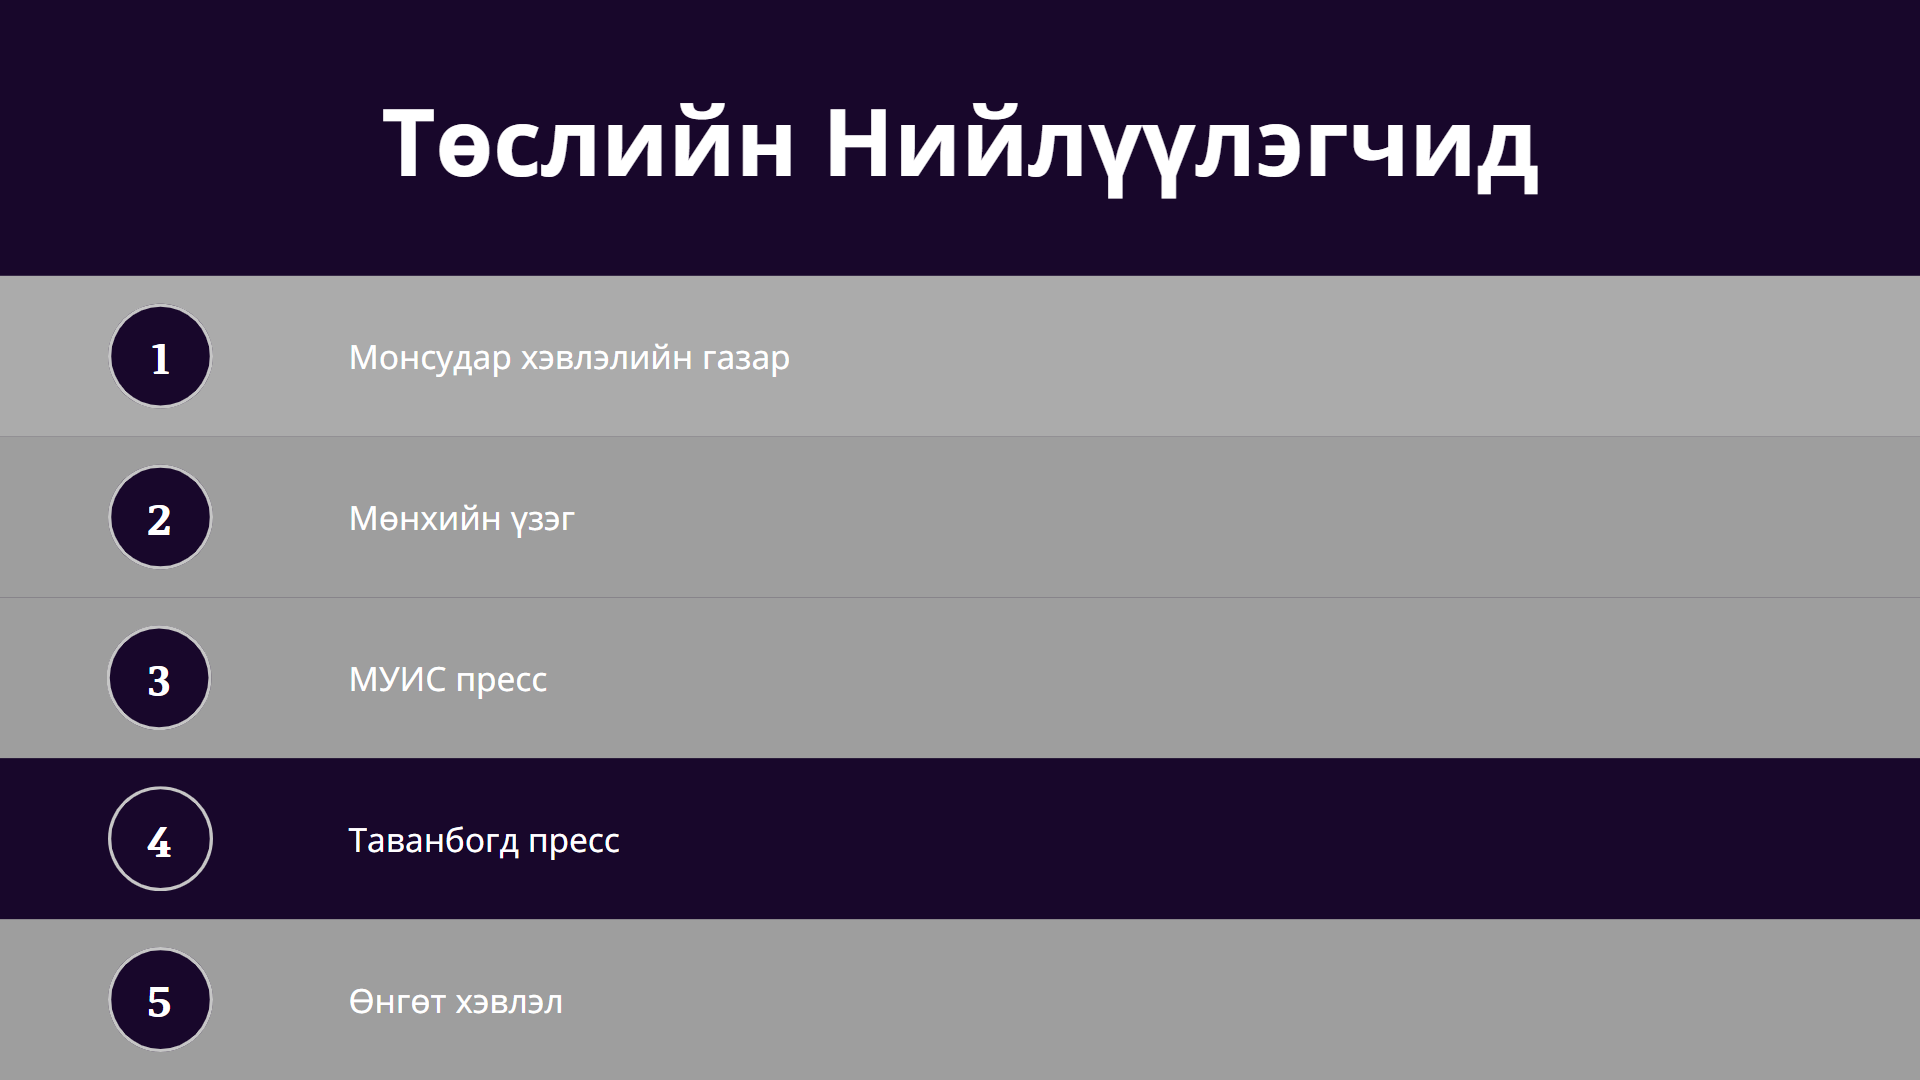 Төслийн Нийлүүлэгчид
1 Монсудар хэвлэлийн газар
2 Мөнхийн үзэг
3 МУИС пресс
4 Таванбогд пресс
5 Өнгөт хэвлэл